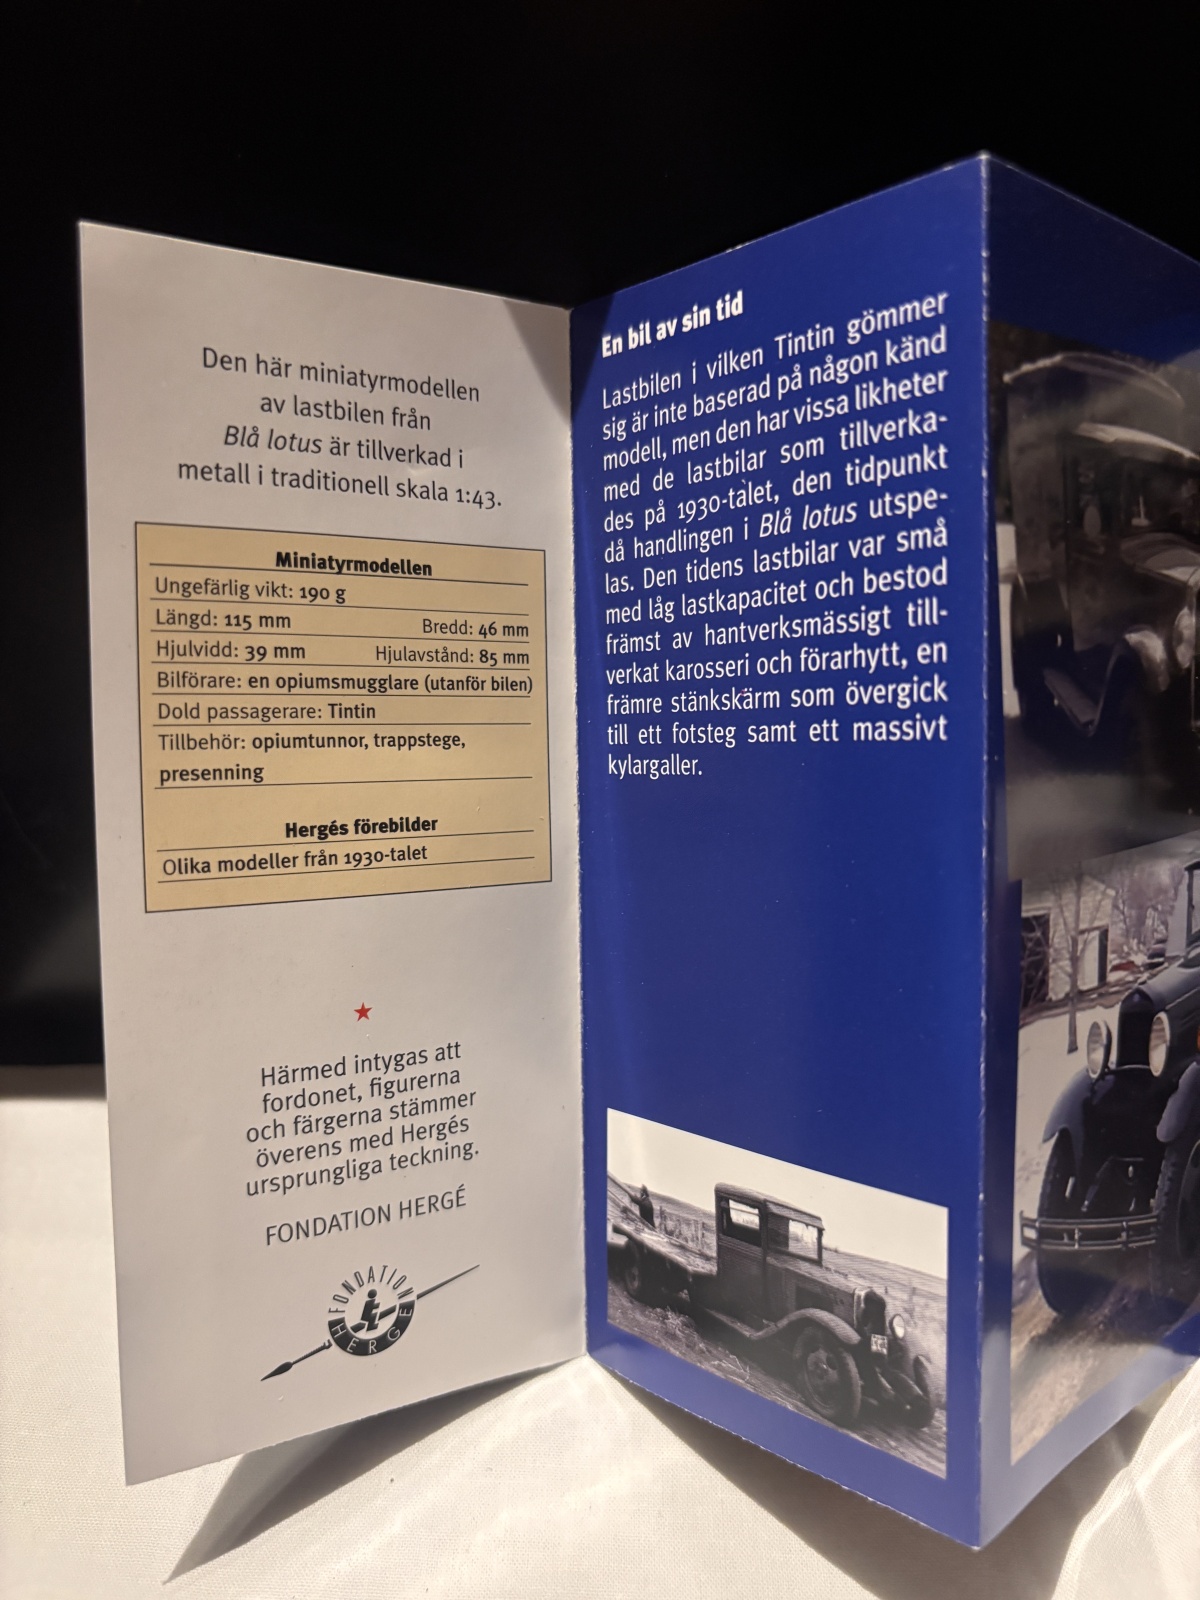 Den här miniatyrmodellen
av lastbilen från
Blå lotus är tillverkad i
metall i traditionell skala 1:43.
Miniatyrmodellen
Ungefärlig vikt: 190 g
Längd: 115 mm Bredd: 46 mm
Hjulvidd: 39 mm Hjulavstånd: 85 mm
Bilförare: en opiumsmugglare (utanför bilen)
Dold passagerare: Tintin
Tillbehör: opiumtunnor, trappstege,
presenning
Hergés förebilder
Olika modeller från 1930-talet
Härmed intygas att
fordonet, figurerna
och färgerna stämmer
överens med Hergés
ursprungliga teckning.
FONDATION HERGÉ
FONDATION
HERGÉ
En bil av sin tid
Lastbilen i vilken Tintin gömmer
sig är inte baserad på någon känd
modell, men den har vissa likheter
med de lastbilar som tillverka-
des på 1930-talet, den tidpunkt
då handlingen i Blå lotus utspe-
las. Den tidens lastbilar var små
med låg lastkapacitet och bestod
främst av hantverksmässigt till-
verkat karosseri och förarhytt, en
främre stänkskärm som övergick
till ett fotsteg samt ett massivt
kylargaller.